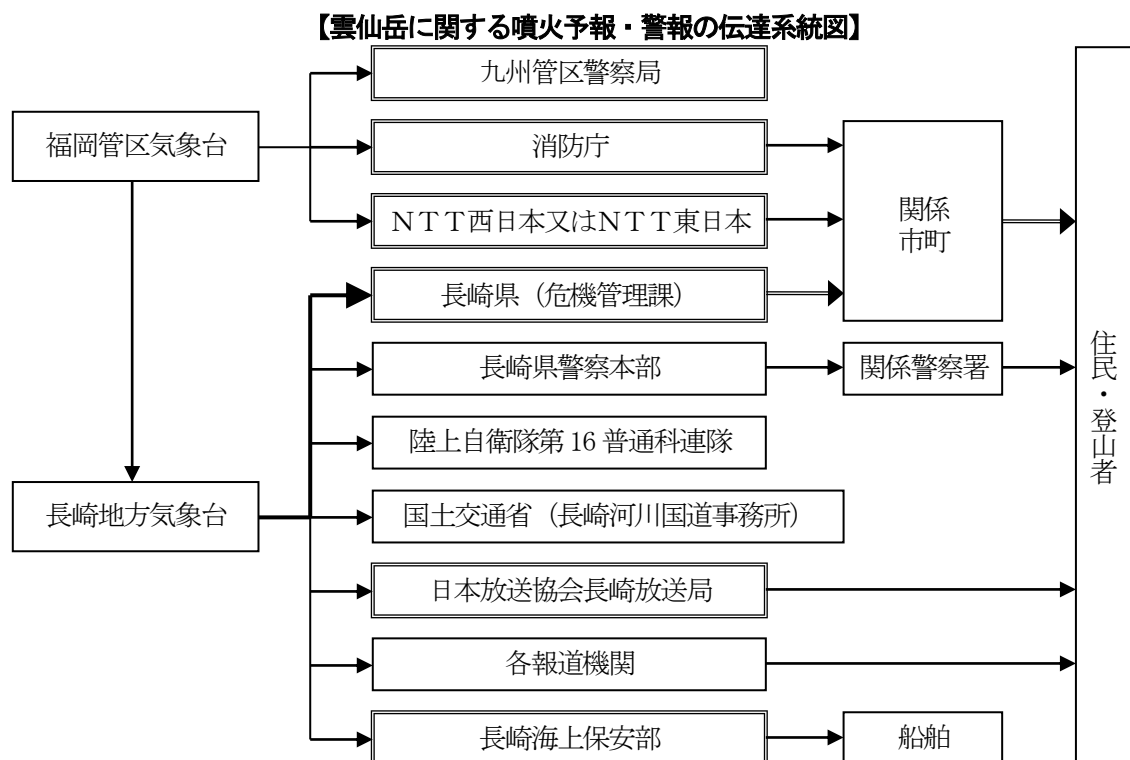 【雲仙岳に関する噴火予報・警報の伝達系統図】
九州管区警察局
福岡管区気象台
消防庁
ＮＴＴ西日本又はＮＴＴ東日本
関係
市町
長崎県（危機管理課）
長崎県警察本部
関係警察署
住民・登山者
陸上自衛隊第 16 普通科連隊
長崎地方気象台
国土交通省（長崎河川国道事務所）
日本放送協会長崎放送局
各報道機関
長崎海上保安部
船舶